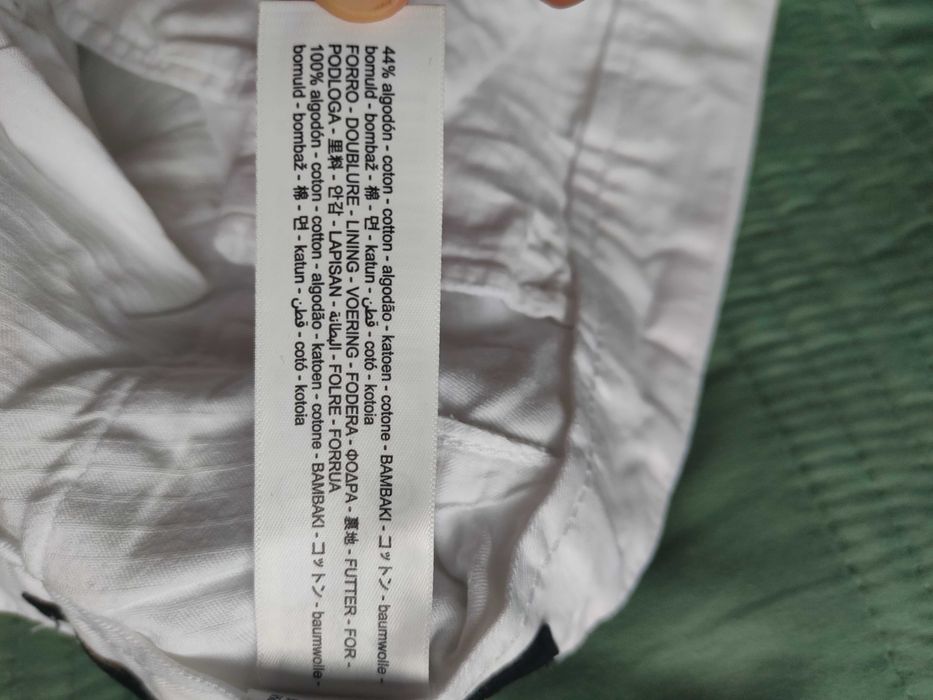 44% algodón - coton - cotton - algodão - katoen - cotone - BAMBAKI - コットン - baumwolle -
bomuld - bombaž - 棉 - 면 - katun - قطن - cotó - kotoia
FORRO - DOUBLURE - LINING - VOERING - FODERA - ΦΟΔΡΑ - 裏地 - FUTTER - FOR -
PODLOGA - 里料 - 안감 - LAPISAN - البطانة - FOLRE - FORRUA
100% algodón - coton - cotton - algodão - katoen - cotone - BAMBAKI - コットン - baumwolle -
bomuld - bombaž - 棉 - 면 - katun - قطن - cotó - kotoia